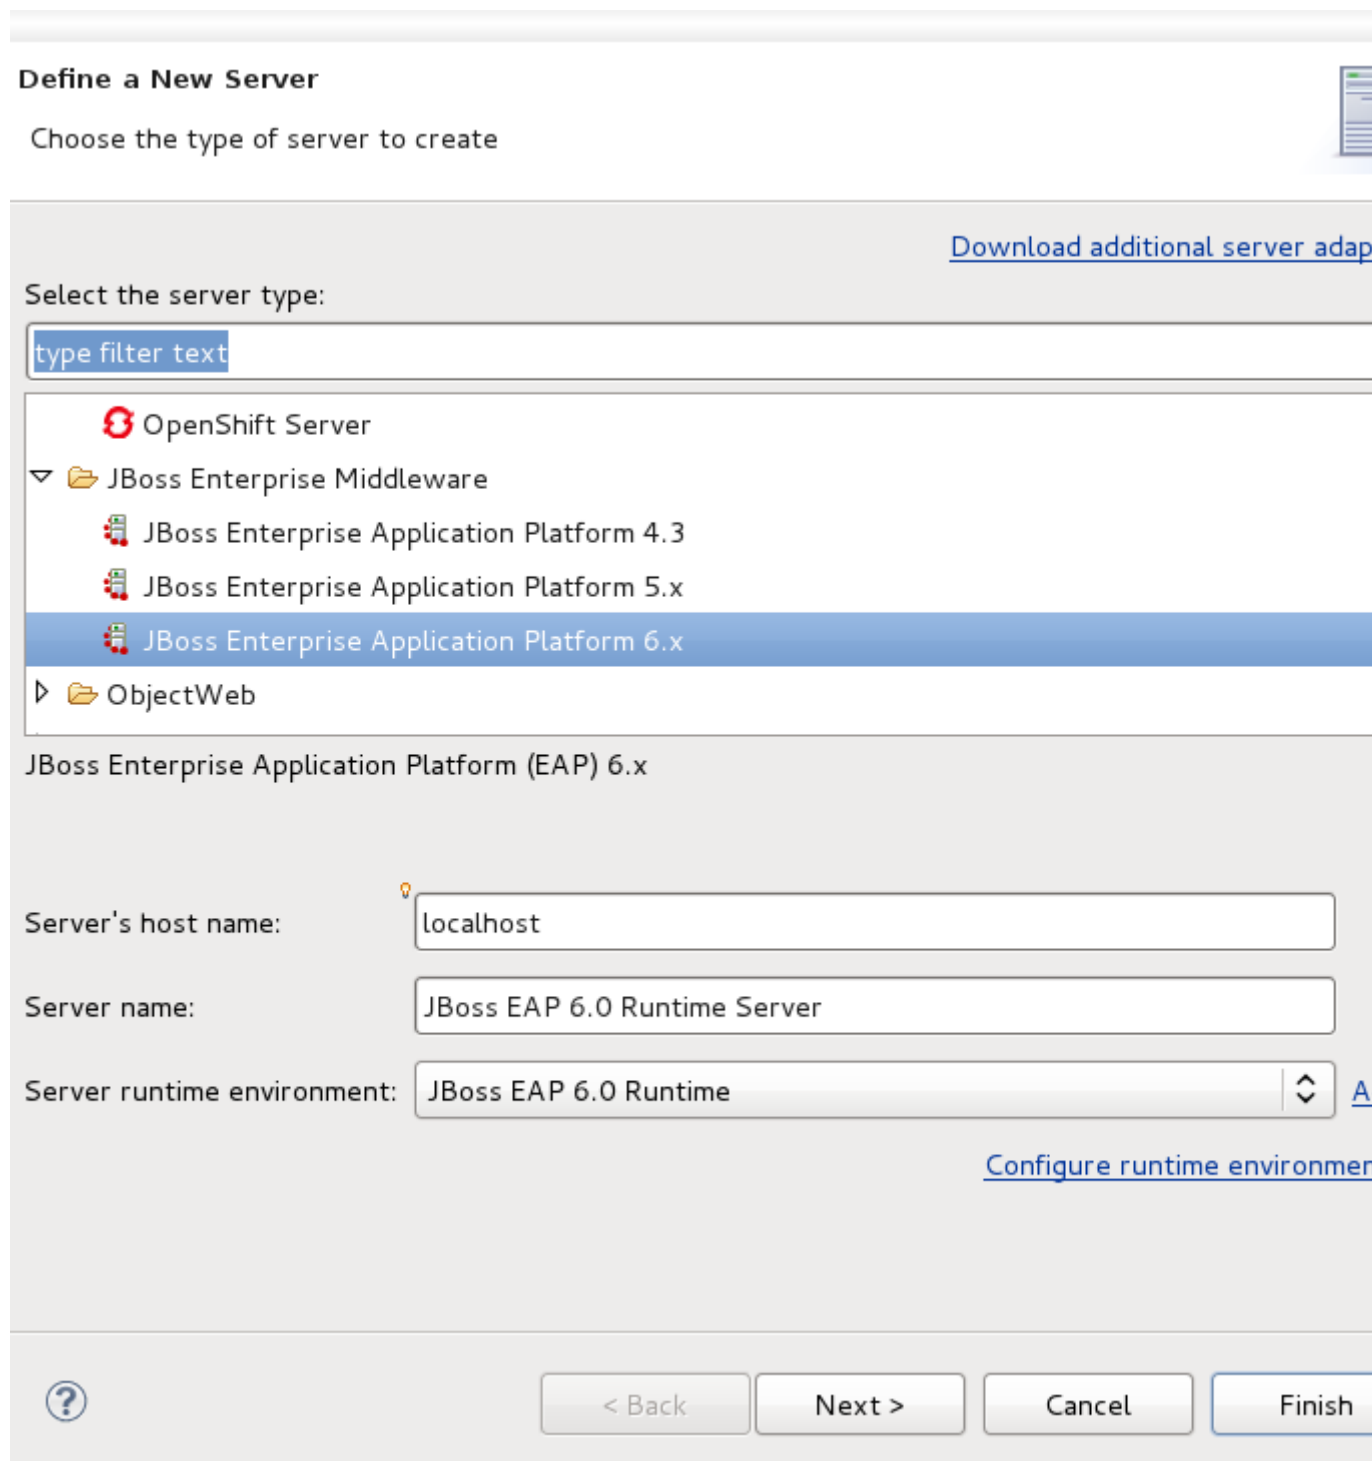 Define a New Server
Choose the type of server to create
Download additional server adap
Select the server type:
type filter text
OpenShift Server
JBoss Enterprise Middleware
JBoss Enterprise Application Platform 4.3
JBoss Enterprise Application Platform 5.x
JBoss Enterprise Application Platform 6.x
ObjectWeb
JBoss Enterprise Application Platform (EAP) 6.x
Server's host name: localhost
Server name: JBoss EAP 6.0 Runtime Server
Server runtime environment: JBoss EAP 6.0 Runtime A
Configure runtime environmen
? < Back Next > Cancel Finish